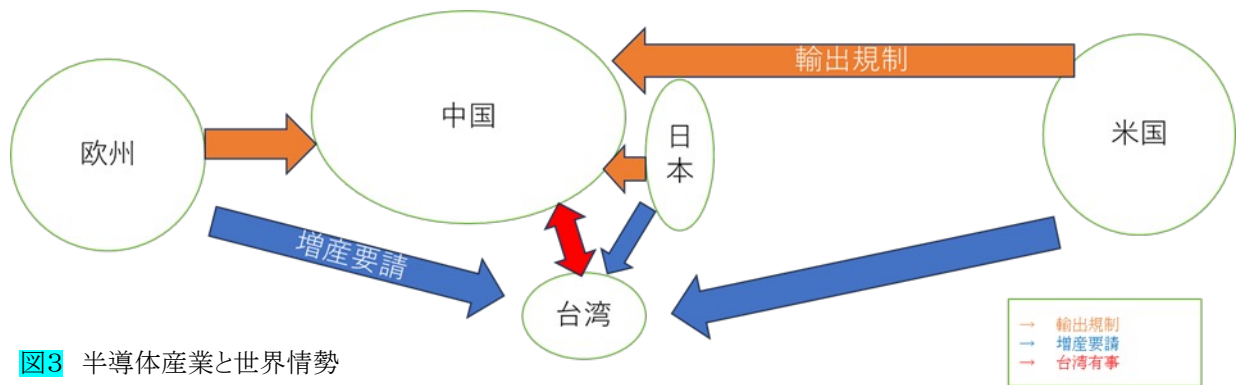 輸出規制
中国
日本
米国
欧州
増産要請
台湾
→ 輸出規制
→ 増産要請
→ 台湾有事
図3 半導体産業と世界情勢